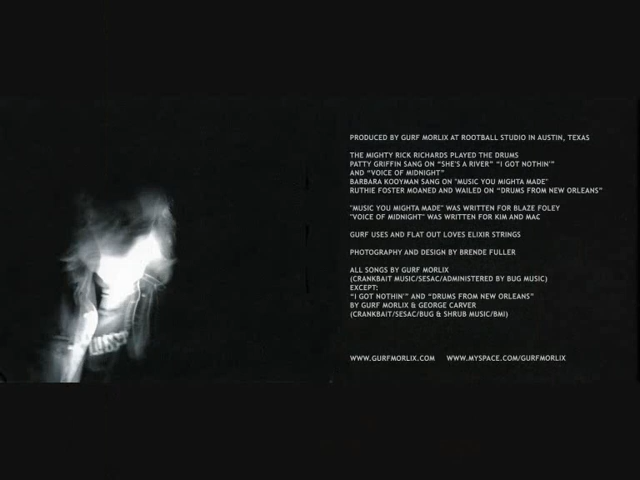 PRODUCED BY GURF MORLIX AT ROOTBALL STUDIO IN AUSTIN, TEXAS
THE MIGHTY RICK RICHARDS PLAYED THE DRUMS
PATTY GRIFFIN SANG ON "SHE'S A RIVER" "I GOT NOTHIN'"
AND "VOICE OF MIDNIGHT"
BARBARA KOOYMAN SANG ON "MUSIC YOU MIGHTA MADE"
RUTHIE FOSTER MOANED AND WAILED ON "DRUMS FROM NEW ORLEANS"
"MUSIC YOU MIGHTA MADE" WAS WRITTEN FOR BLAZE FOLEY
"VOICE OF MIDNIGHT" WAS WRITTEN FOR KIM AND MAC
GURF USES AND FLAT OUT LOVES ELIXIR STRINGS
PHOTOGRAPHY AND DESIGN BY BRENDE FULLER
ALL SONGS BY GURF MORLIX
(CRANKBAIT MUSIC/SESAC/ADMINISTERED BY BUG MUSIC)
EXCEPT:
"I GOT NOTHIN'" AND "DRUMS FROM NEW ORLEANS"
BY GURF MORLIX & GEORGE CARVER
(CRANKBAIT/SESAC/BUG & SHRUB MUSIC/BMI)
WWW.GURFMORLIX.COM WWW.MYSPACE.COM/GURFMORLIX